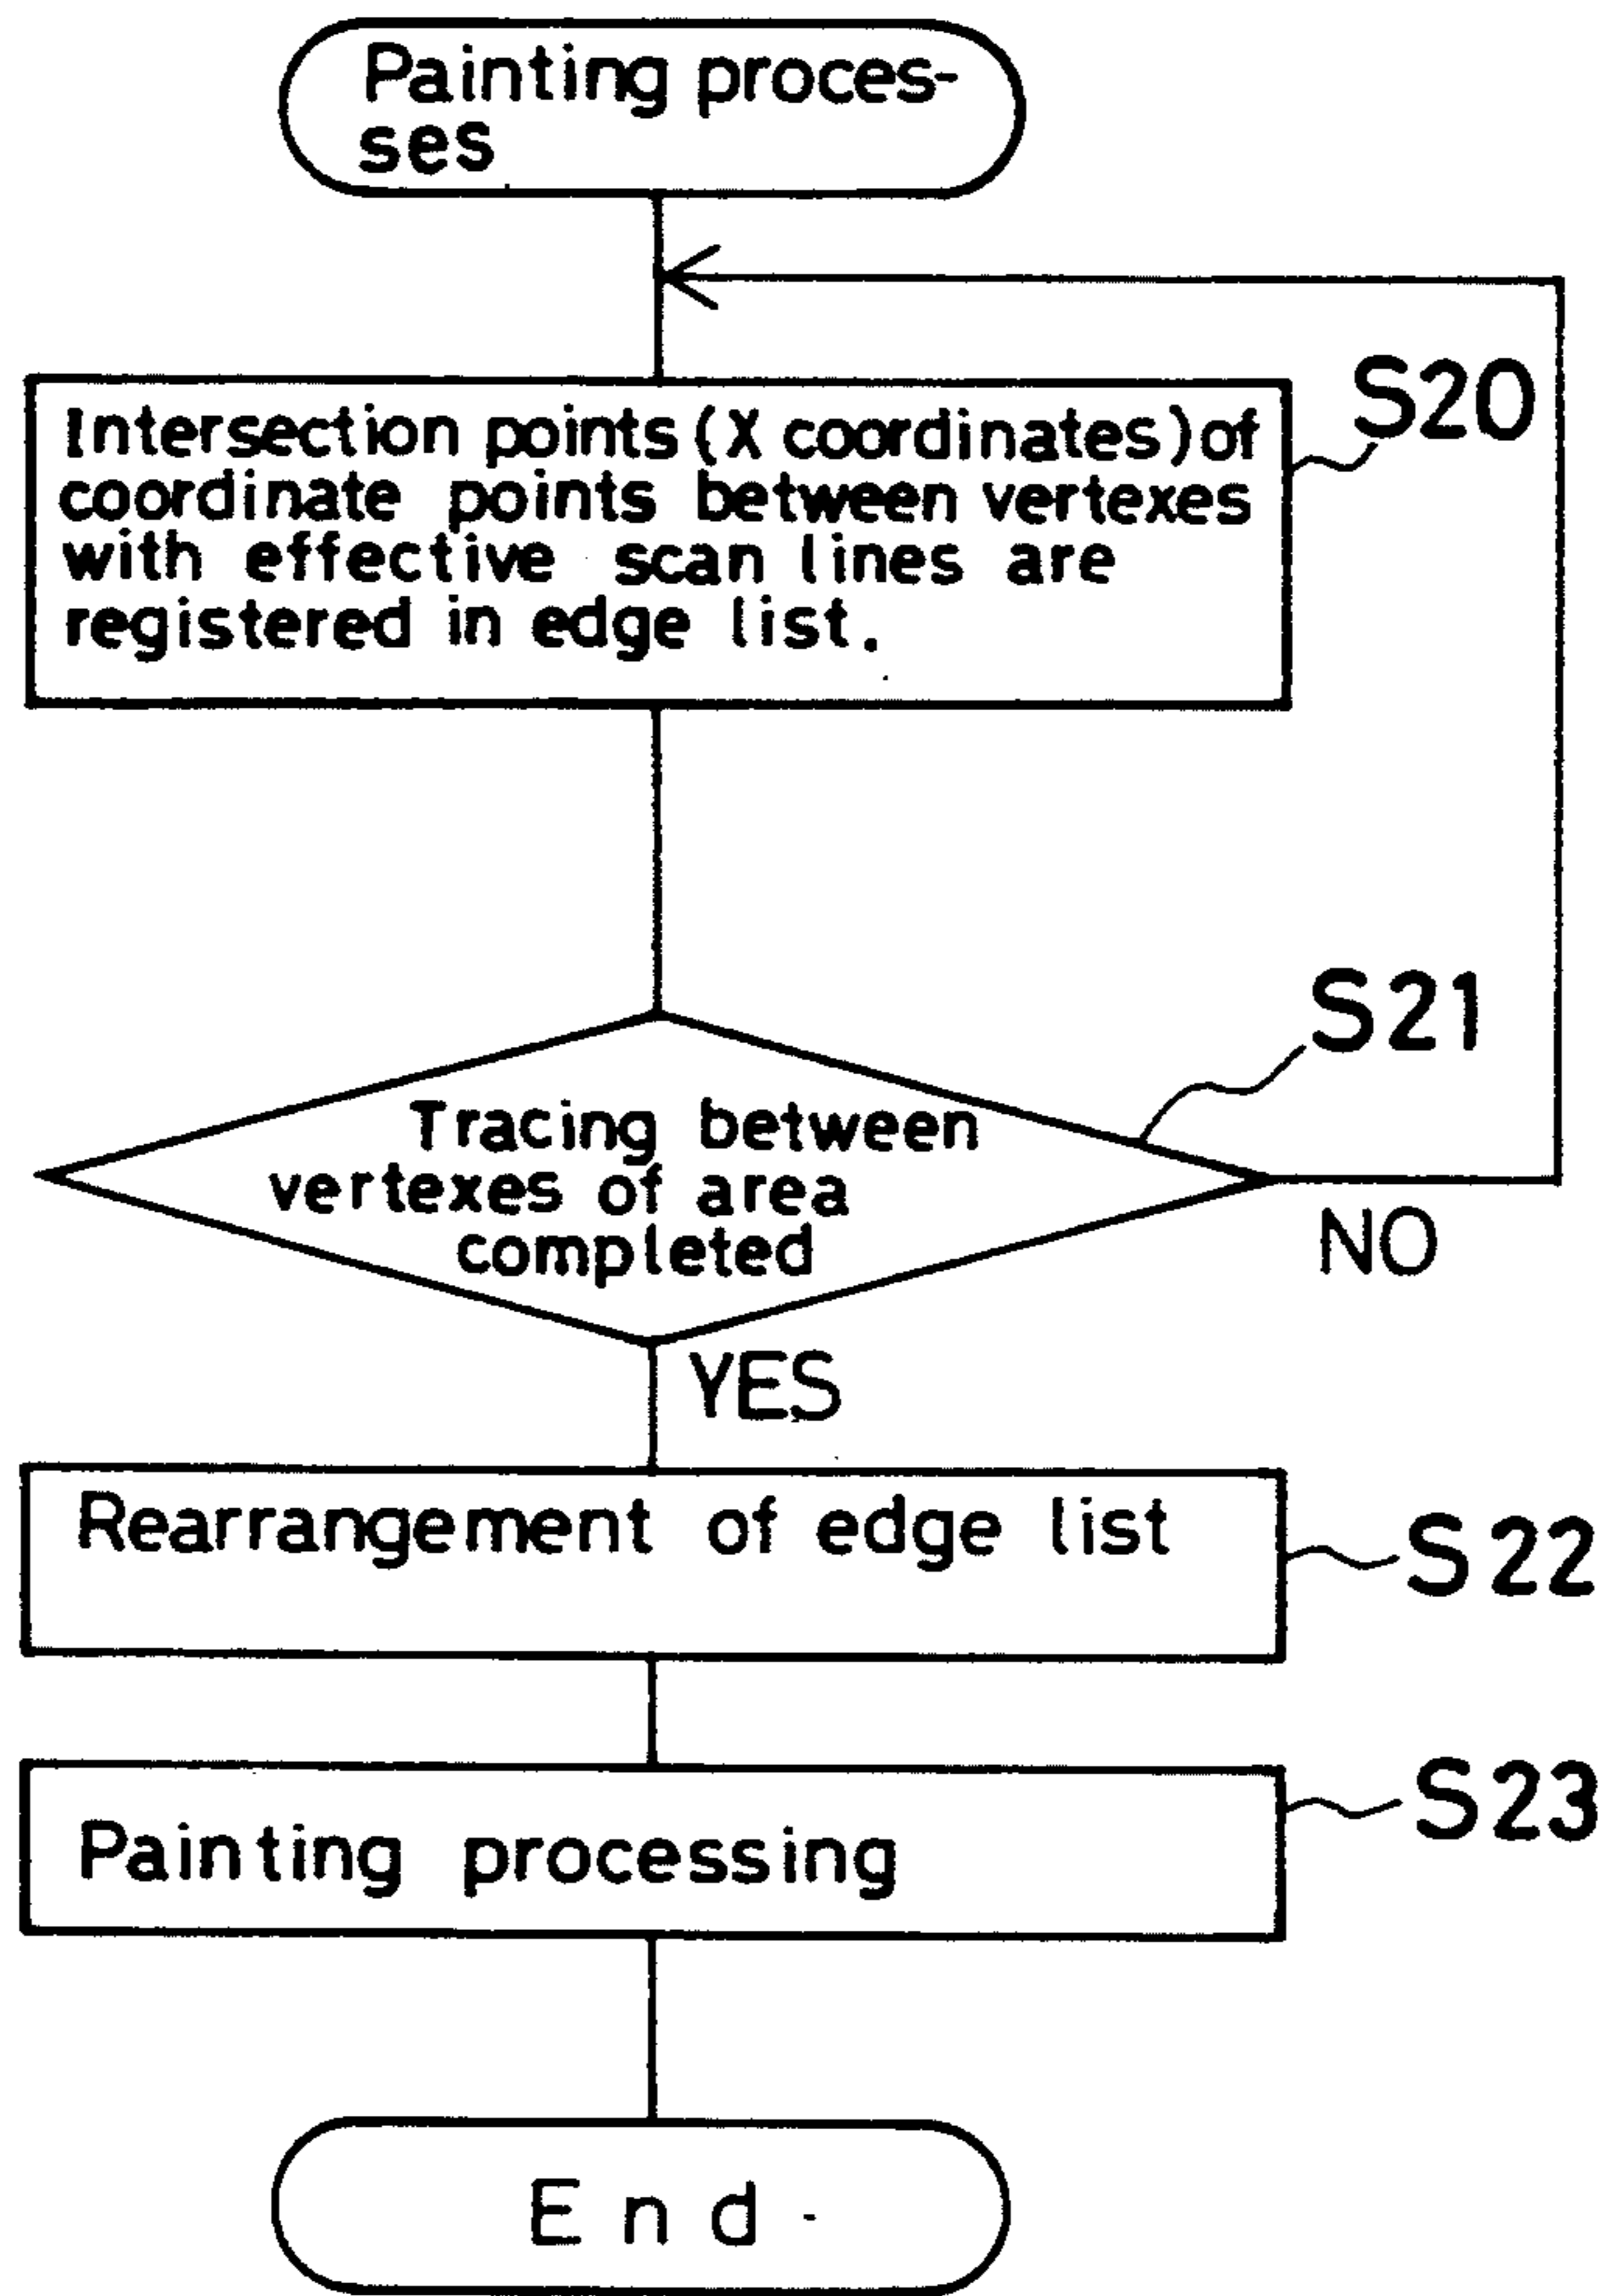 Painting proces-
ses
S20
Intersection points (X coordinates) of
coordinate points between vertexes
with effective scan lines are
registered in edge list.
S21
Tracing between
vertexes of area
completed
NO
YES
Rearrangement of edge list
S22
Painting processing
S23
End